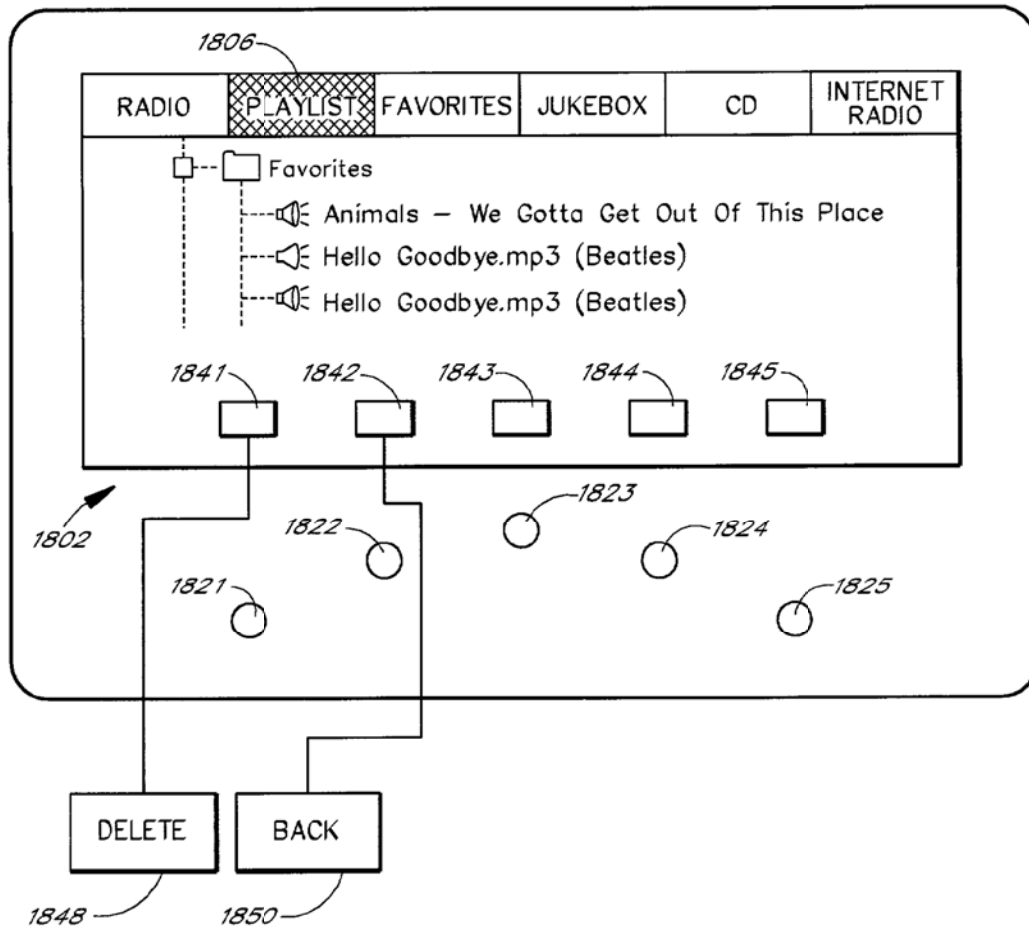 1806
RADIO PLAYLIST FAVORITES JUKEBOX CD INTERNET RADIO
Favorites
Animals – We Gotta Get Out Of This Place
Hello Goodbye.mp3 (Beatles)
Hello Goodbye.mp3 (Beatles)
1841 1842 1843 1844 1845
1802
1823
1822 1824
1821 1825
DELETE BACK
1848 1850